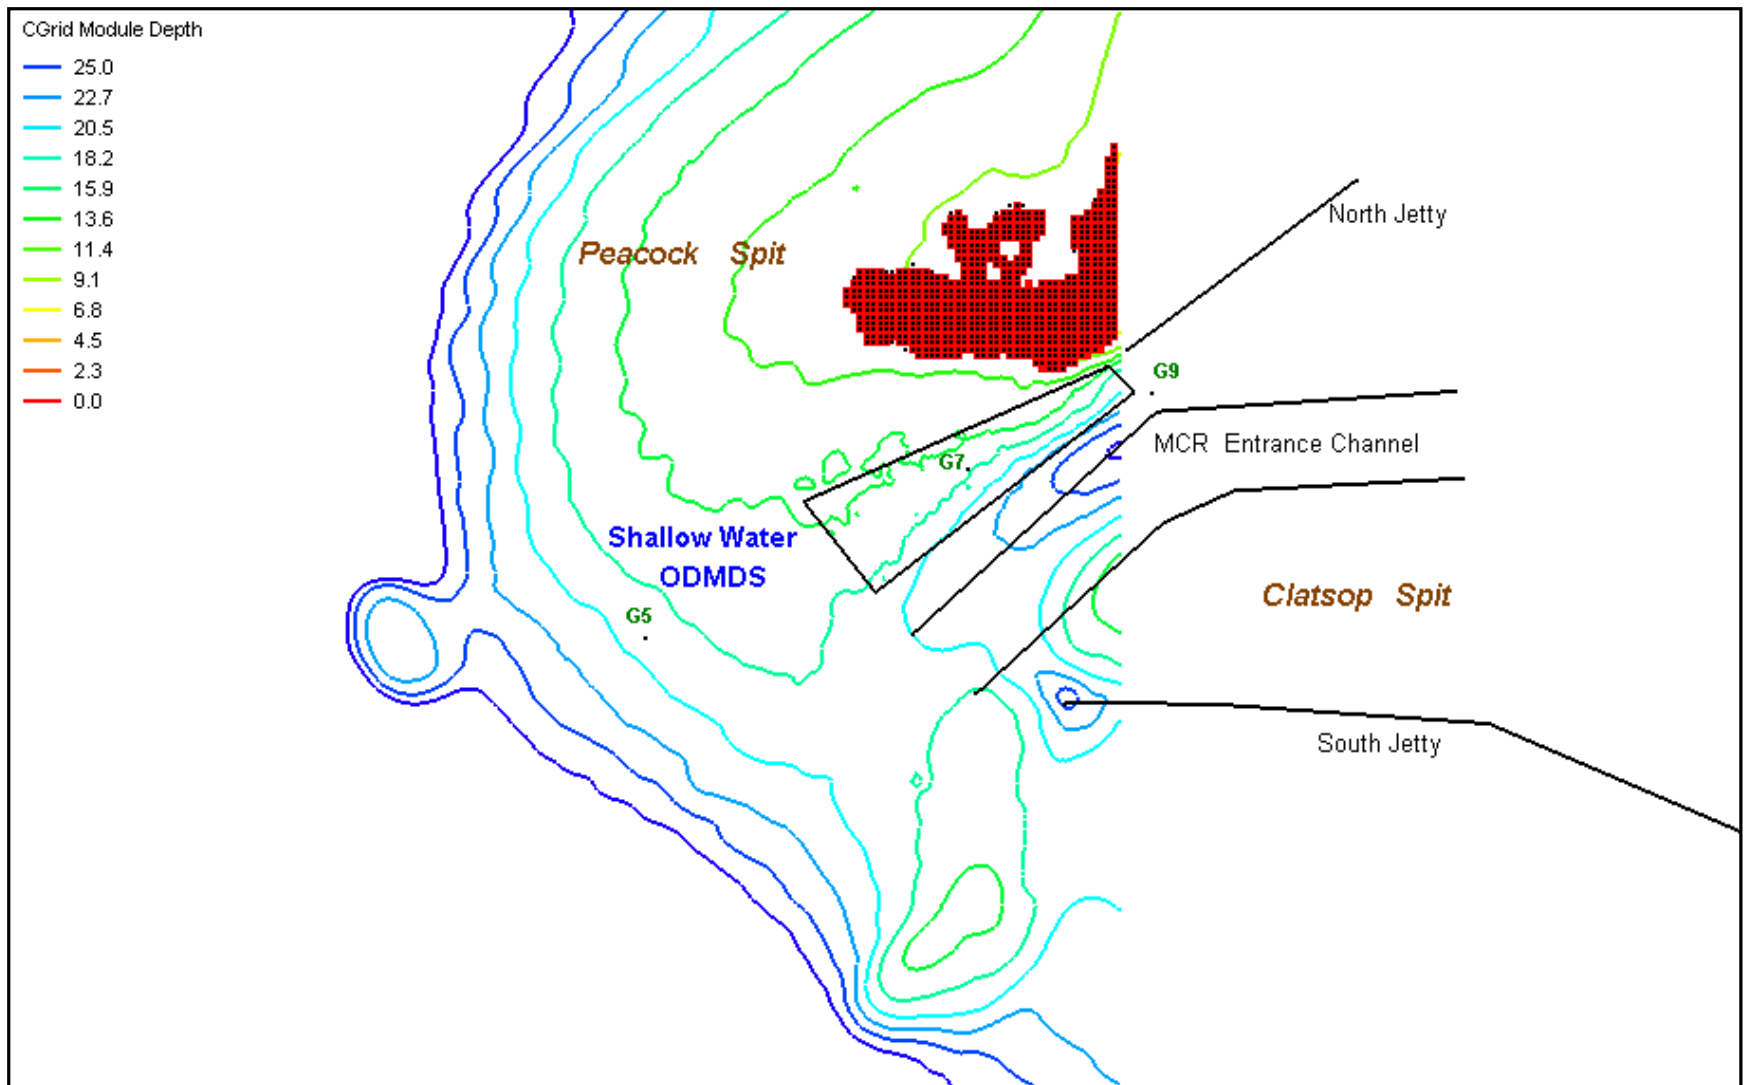 CGrid Module Depth
25.0
22.7
20.5
18.2
15.9
13.6
11.4
9.1
6.8
4.5
2.3
0.0
North Jetty
Peacock Spit
G9
MCR Entrance Channel
G7
Shallow Water
ODMDS
Clatsop Spit
G5
South Jetty